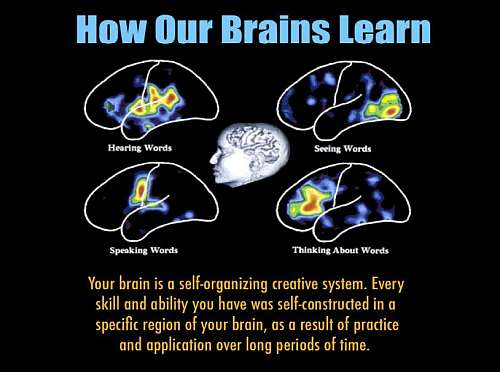 How Our Brains Learn
Hearing Words
Seeing Words
Speaking Words
Thinking About Words
Your brain is a self-organizing creative system. Every
skill and ability you have was self-constructed in a
specific region of your brain, as a result of practice
and application over long periods of time.